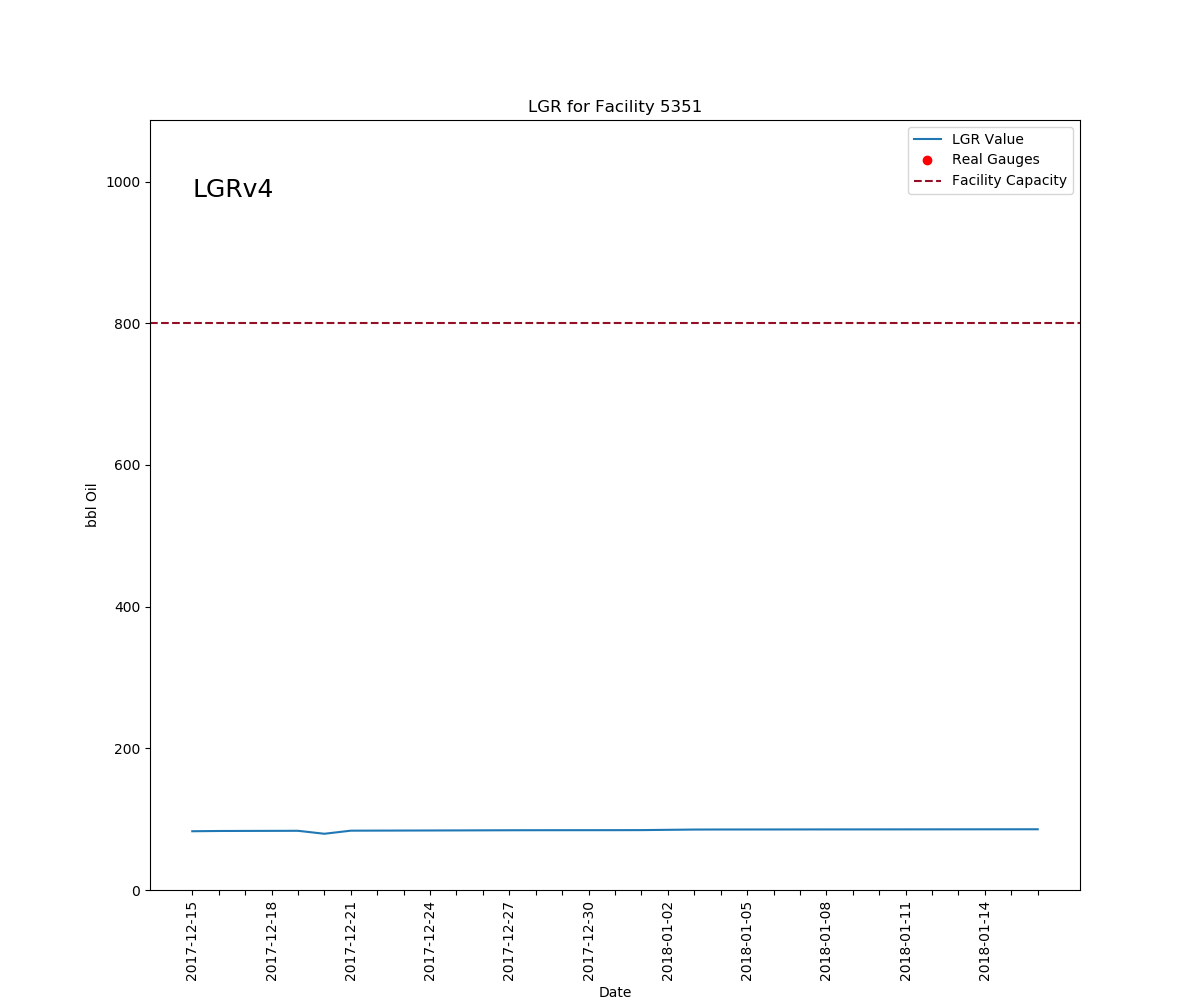 LGR for Facility 5351
LGR Value
Real Gauges
Facility Capacity
LGRv4
1000
800
600
400
200
0
bbl Oil
2017-12-15
2017-12-18
2017-12-21
2017-12-24
2017-12-27
2017-12-30
2018-01-02
2018-01-05
2018-01-08
2018-01-11
2018-01-14
Date